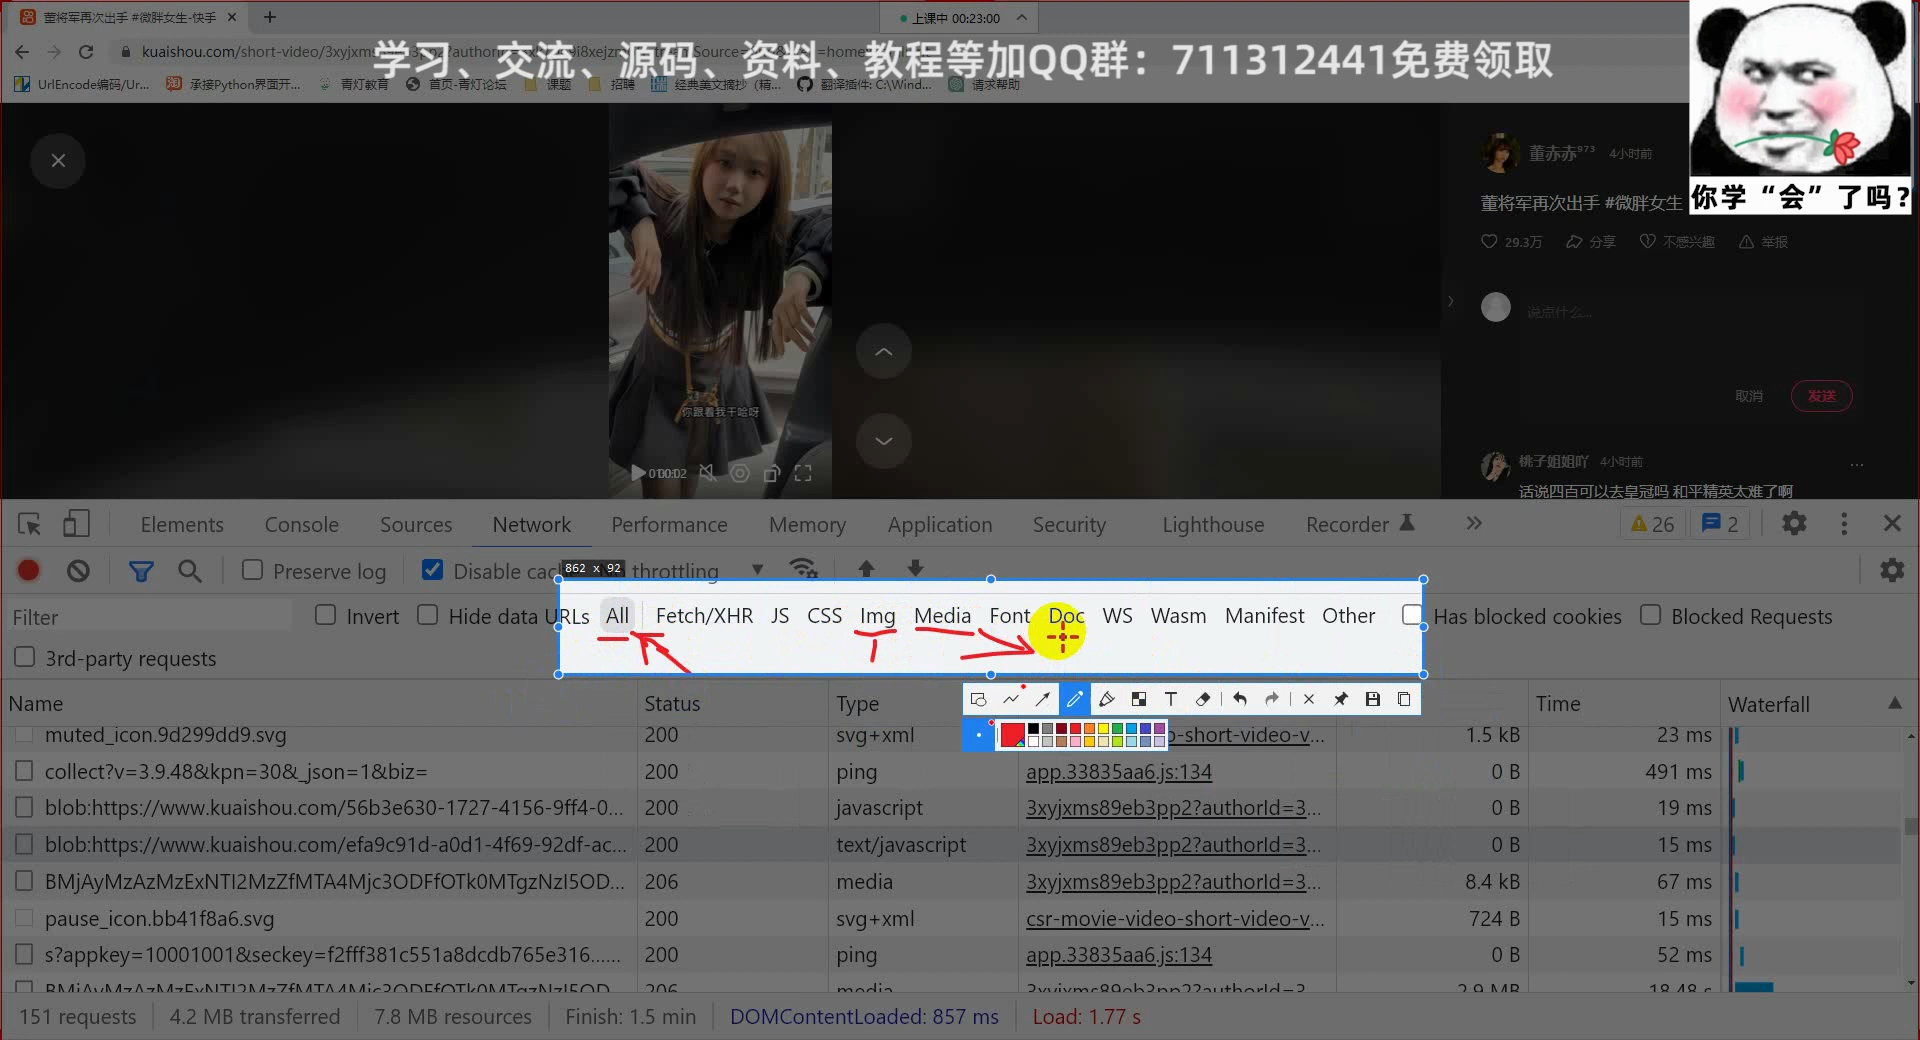 董将军再次出手 #微胖女生-快手
上课中 00:23:00
学习、交流、源码、资料、教程等加QQ群：711312441免费领取
UrlEncode编码/Ur...
承接Python界面开...
青灯教育
首页-青灯论坛
课题
招聘
经典美文摘抄（精...
翻译插件: C:\Wind...
请求帮助
你学“会”了吗?
董赤赤⁹⁷³ 4小时前
董将军再次出手 #微胖女生
29.3万 分享 不感兴趣 举报
说点什么...
取消 发送
桃子姐姐吖 4小时前
话说四百可以去皇冠吗 和平精英太难了啊
你跟着我干哈呀
Elements Console Sources Network Performance Memory Application Security Lighthouse Recorder 26 2
Preserve log Disable cac throttling
862 x 92
Filter Invert Hide data URLs All Fetch/XHR JS CSS Img Media Font Doc WS Wasm Manifest Other Has blocked cookies Blocked Requests
3rd-party requests
Name Status Type Time Waterfall
muted_icon.9d299dd9.svg 200 svg+xml o-short-video-v... 1.5 kB 23 ms
collect?v=3.9.48&kpn=30&_json=1&biz= 200 ping app.33835aa6.js:134 0 B 491 ms
blob:https://www.kuaishou.com/56b3e630-1727-4156-9ff4-0... 200 javascript 3xyjxms89eb3pp2?authorId=3... 0 B 19 ms
blob:https://www.kuaishou.com/efa9c91d-a0d1-4f69-92df-ac... 200 text/javascript 3xyjxms89eb3pp2?authorId=3... 0 B 15 ms
BMjAyMzAzMzExNTI2MzZfMTA4Mjc3ODFfOTk0MTgzNzI5OD... 206 media 3xyjxms89eb3pp2?authorId=3... 8.4 kB 67 ms
pause_icon.bb41f8a6.svg 200 svg+xml csr-movie-video-short-video-v... 724 B 15 ms
s?appkey=10001001&seckey=f2fff381c551a8dcdb765e316...... 200 ping app.33835aa6.js:134 0 B 52 ms
151 requests 4.2 MB transferred 7.8 MB resources Finish: 1.5 min DOMContentLoaded: 857 ms Load: 1.77 s